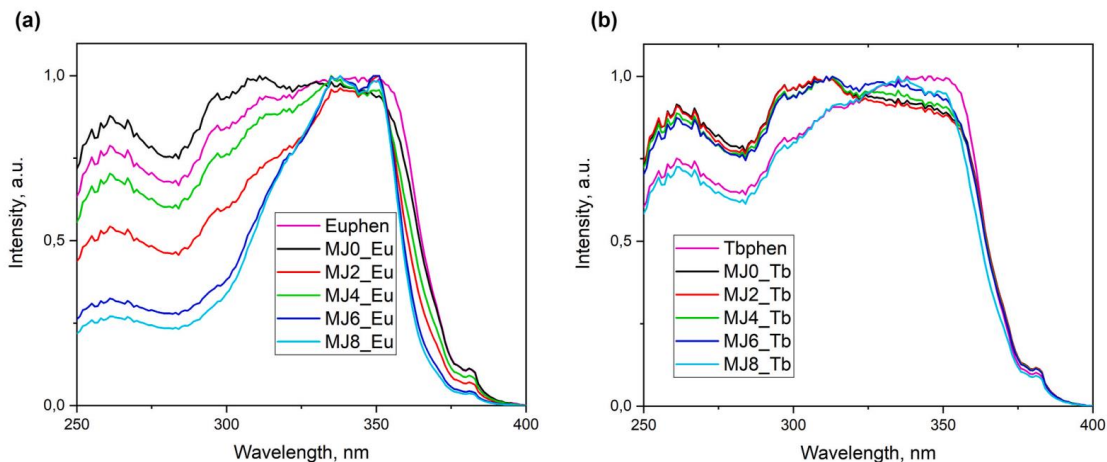 (a)
Intensity, a.u.
1,0
0,5
0,0
250
300
350
400
Wavelength, nm
Euphen
MJ0_Eu
MJ2_Eu
MJ4_Eu
MJ6_Eu
MJ8_Eu
(b)
Intensity, a.u.
1,0
0,5
0,0
250
300
350
400
Wavelength, nm
Tbphen
MJ0_Tb
MJ2_Tb
MJ4_Tb
MJ6_Tb
MJ8_Tb